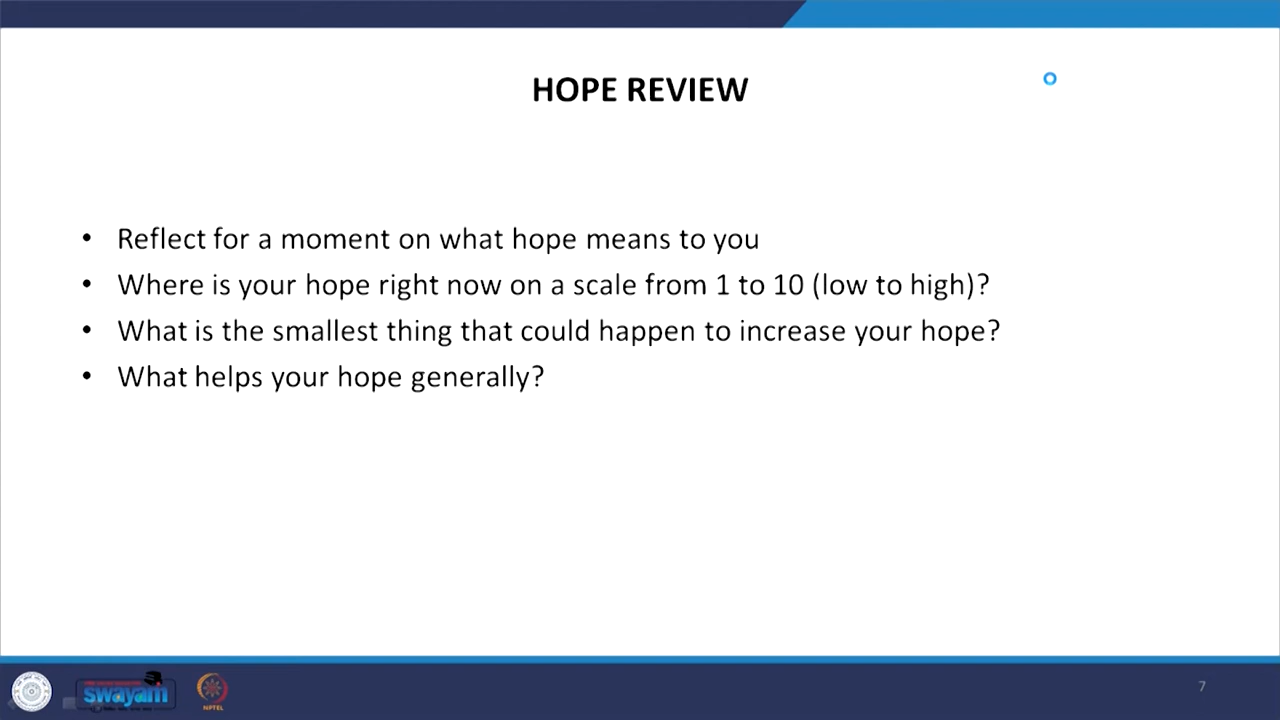 HOPE REVIEW
• Reflect for a moment on what hope means to you
• Where is your hope right now on a scale from 1 to 10 (low to high)?
• What is the smallest thing that could happen to increase your hope?
• What helps your hope generally?
swayam
NPTEL
7